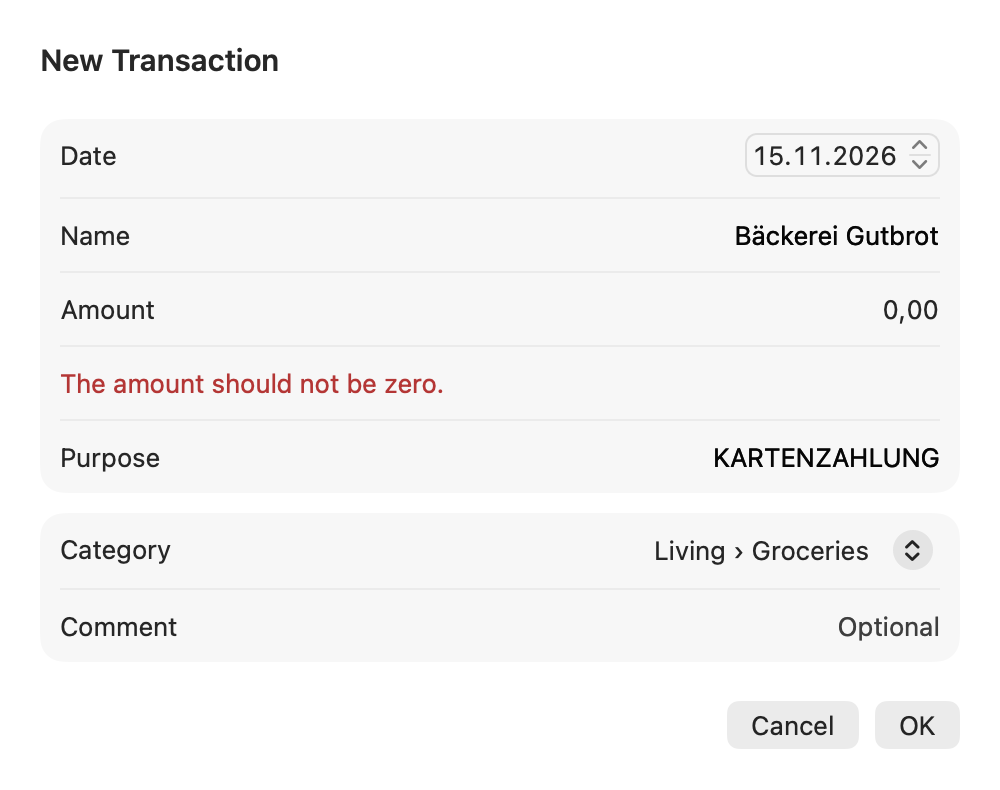 New Transaction
Date 15.11.2026
Name Bäckerei Gutbrot
Amount 0,00
The amount should not be zero.
Purpose KARTENZAHLUNG
Category Living › Groceries
Comment Optional
Cancel OK